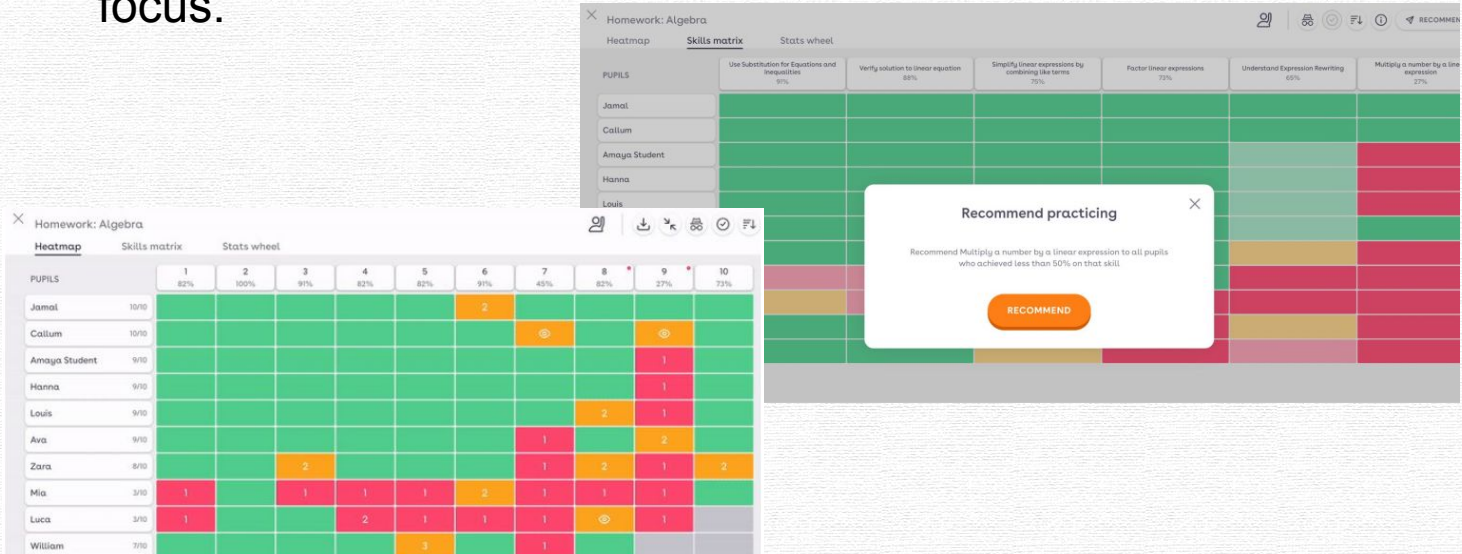 focus.
Homework: Algebra
RECOMMEN
Heatmap Skills matrix Stats wheel
PUPILS
Use Substitution for Equations and
Inequalities
91%
Verify solution to linear equation
88%
Simplify linear expressions by
combining like terms
76%
Factor linear expressions
73%
Understand Expression Rewriting
65%
Multiply a number by a line
expression
27%
Jamal
Callum
Amaya Student
Hanna
Louis
Recommend practicing
Recommend Multiply a number by a linear expression to all pupils
who achieved less than 50% on that skill
RECOMMEND
Homework: Algebra
Heatmap Skills matrix Stats wheel
PUPILS 1 2 3 4 5 6 7 8 9 10
82% 100% 91% 82% 82% 91% 45% 82% 27% 73%
Jamal 10/10 2
Callum 10/10
Amaya Student 9/10 1
Hanna 9/10 1
Louis 9/10 2 1
Ava 9/10 1 2
Zara 8/10 2 1 2 1 2
Mia 3/10 1 1 1 1 2 1 1 1
Luca 3/10 1 2 1 1 1 1
William 7/10 3 1